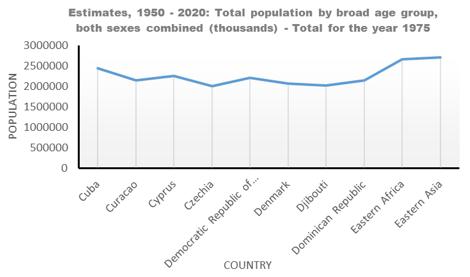 Estimates, 1950 - 2020: Total population by broad age group,
both sexes combined (thousands) - Total for the year 1975
3000000
2500000
2000000
1500000
1000000
500000
0
POPULATION
Cuba
Curacao
Cyprus
Czechia
Democratic Republic of…
Denmark
Djibouti
Dominican Republic
Eastern Africa
Eastern Asia
COUNTRY